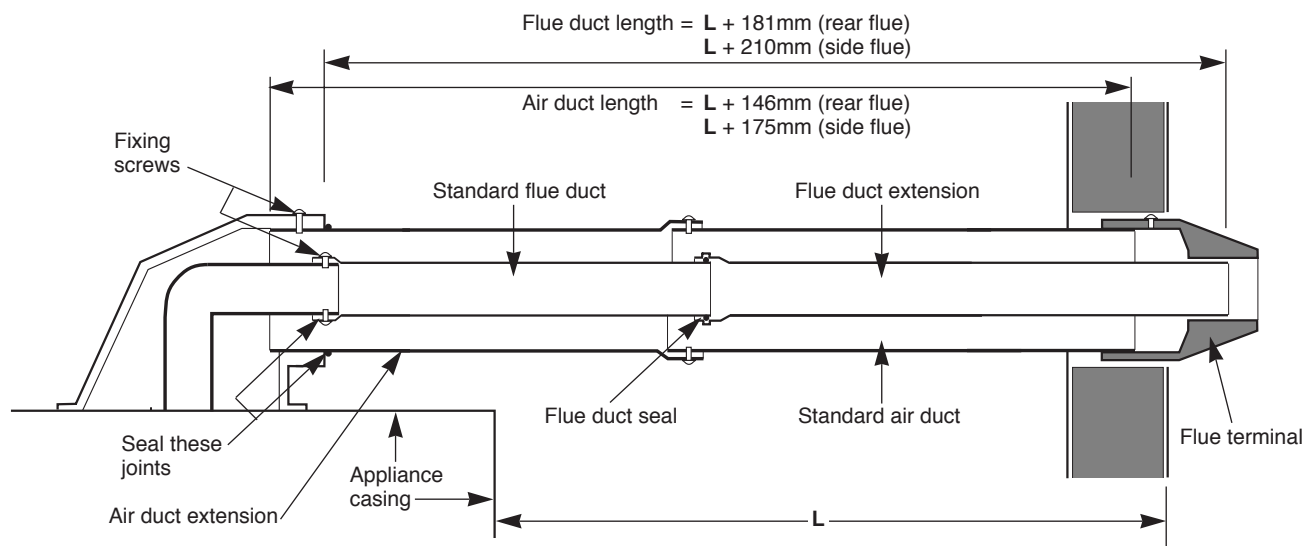 Flue duct length = L + 181mm (rear flue)
L + 210mm (side flue)
Air duct length = L + 146mm (rear flue)
L + 175mm (side flue)
Fixing
screws
Standard flue duct
Flue duct extension
Flue duct seal
Standard air duct
Flue terminal
Seal these
joints
Appliance
casing
Air duct extension
L